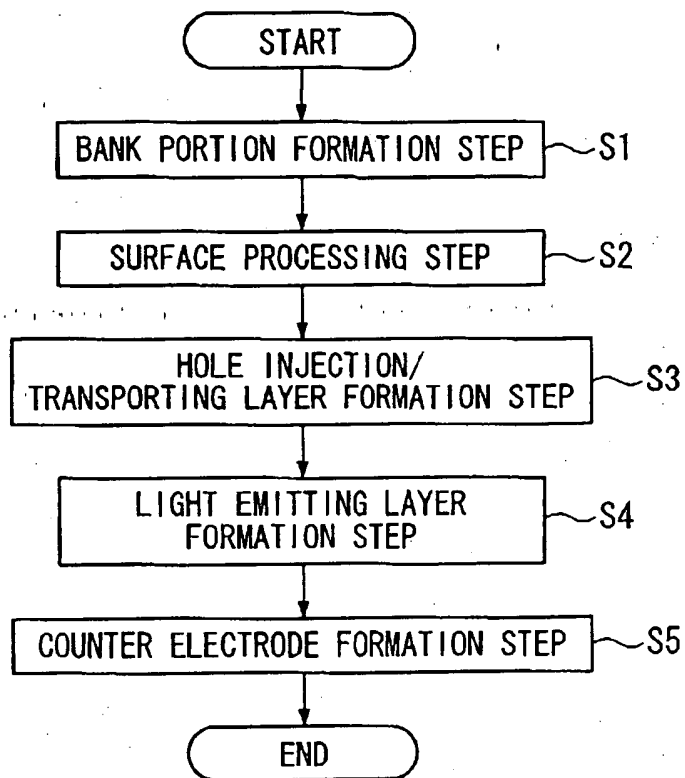 START
BANK PORTION FORMATION STEP
S1
SURFACE PROCESSING STEP
S2
HOLE INJECTION/
TRANSPORTING LAYER FORMATION STEP
S3
LIGHT EMITTING LAYER
FORMATION STEP
S4
COUNTER ELECTRODE FORMATION STEP
S5
END